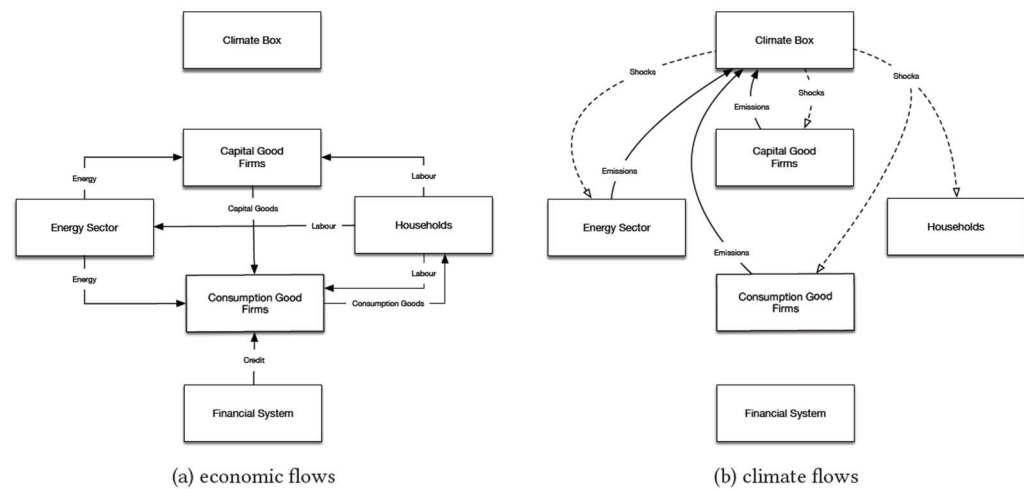 Climate Box
Capital Good
Firms
Energy
Labour
Capital Goods
Energy Sector
Labour
Households
Energy
Labour
Consumption Good
Firms
Consumption Goods
Credit
Financial System
(a) economic flows
Climate Box
Shocks
Shocks
Shocks
Emissions
Capital Good
Firms
Emissions
Energy Sector
Households
Emissions
Consumption Good
Firms
Financial System
(b) climate flows